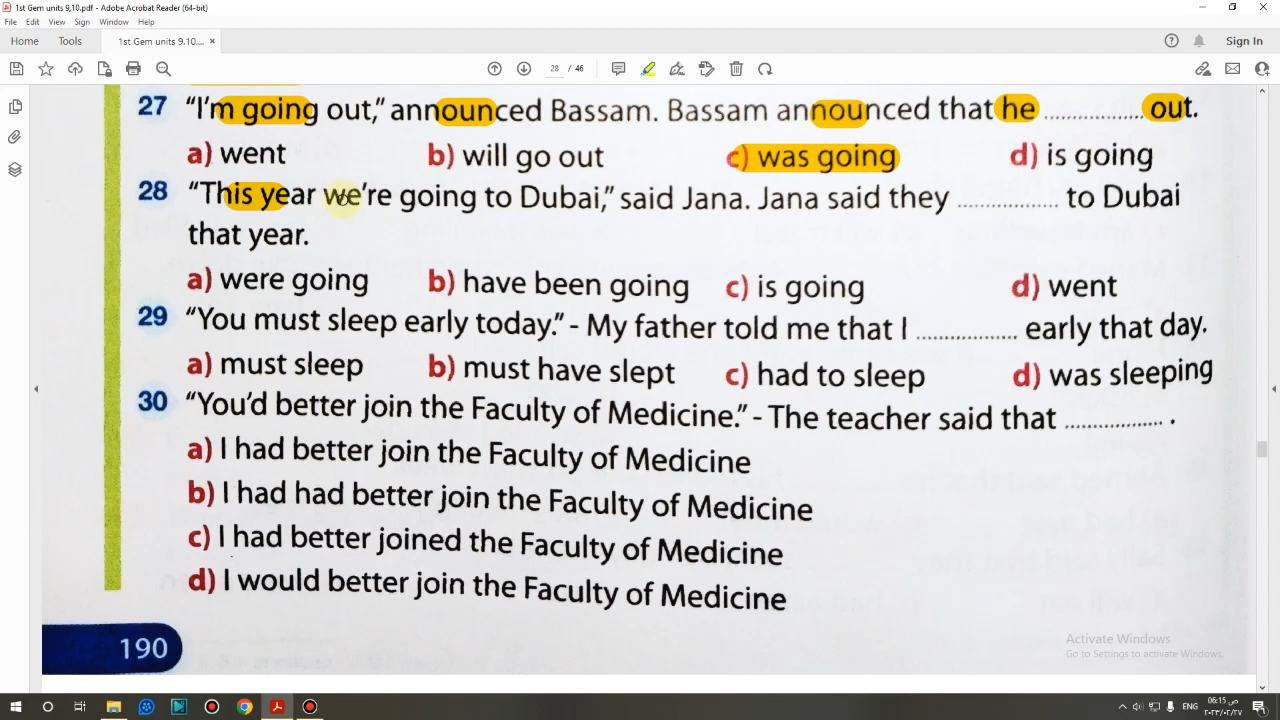 1st Gem units 9,10.pdf - Adobe Acrobat Reader (64-bit)
File Edit View Sign Window Help
Home Tools 1st Gem units 9,10.... × Sign In
28 / 46
27 "I'm going out," announced Bassam. Bassam announced that he .................. out.
a) went b) will go out c) was going d) is going
28 "This year we're going to Dubai," said Jana. Jana said they .................. to Dubai
that year.
a) were going b) have been going c) is going d) went
29 "You must sleep early today." - My father told me that I .................. early that day.
a) must sleep b) must have slept c) had to sleep d) was sleeping
30 "You'd better join the Faculty of Medicine." - The teacher said that .................. .
a) I had better join the Faculty of Medicine
b) I had had better join the Faculty of Medicine
c) I had better joined the Faculty of Medicine
d) I would better join the Faculty of Medicine
190
Activate Windows
Go to Settings to activate Windows.
ENG
06:15 ص
٢٠٢٣/٠٢/٢٧